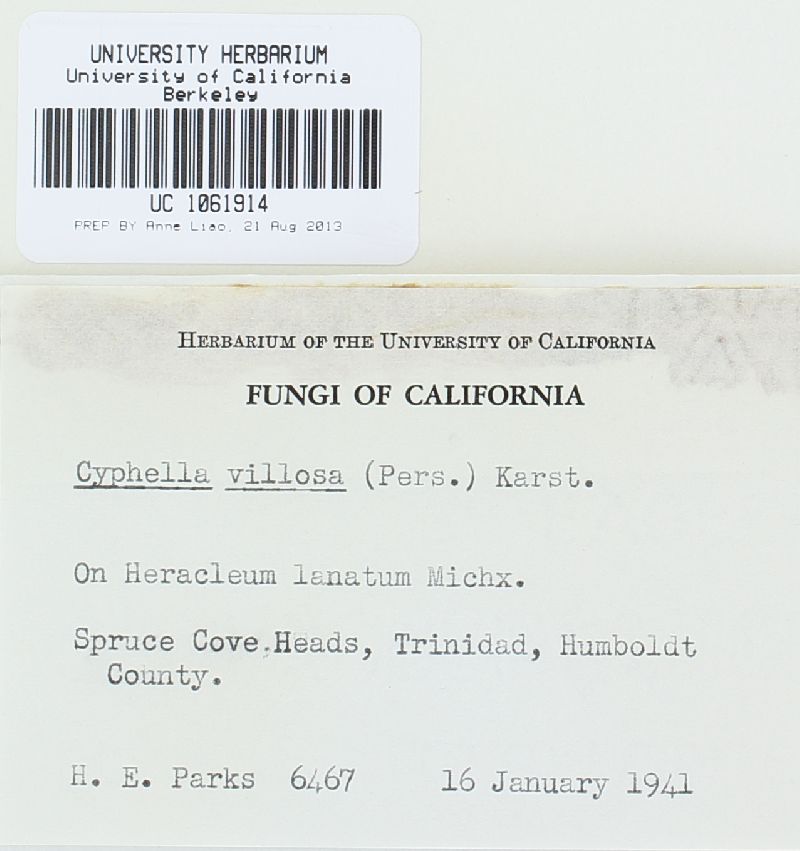 UNIVERSITY HERBARIUM
University of California
Berkeley
UC 1061914
PREP BY Anne Liao, 21 Aug 2013
HERBARIUM OF THE UNIVERSITY OF CALIFORNIA
FUNGI OF CALIFORNIA
Cyphella villosa (Pers.) Karst.
On Heracleum lanatum Michx.
Spruce Cove,Heads, Trinidad, Humboldt
County.
H. E. Parks 6467 16 January 1941